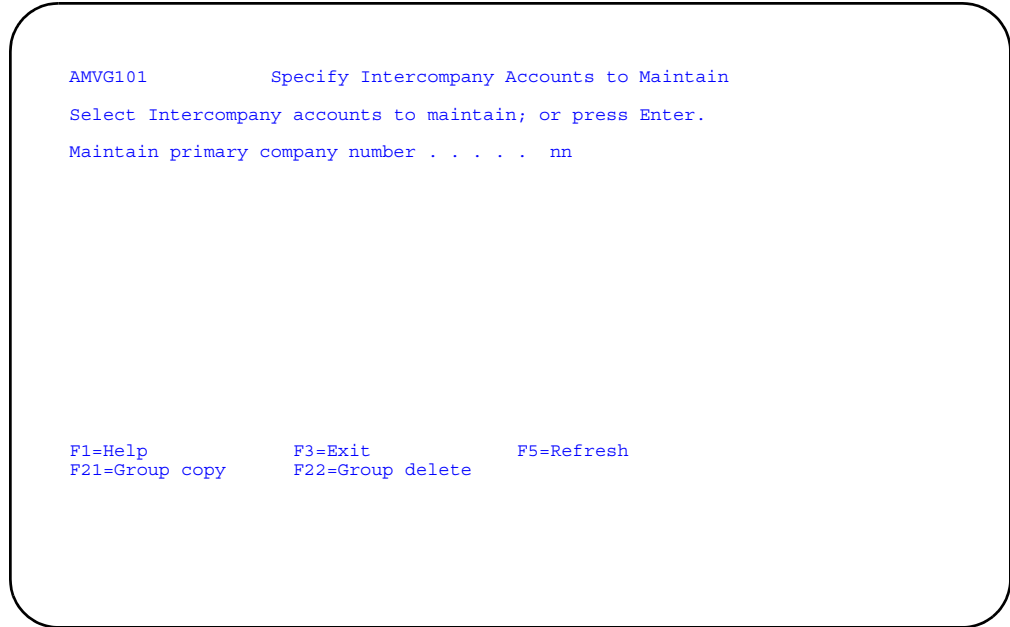 AMVG101 Specify Intercompany Accounts to Maintain
Select Intercompany accounts to maintain; or press Enter.
Maintain primary company number . . . . . nn
F1=Help F3=Exit F5=Refresh
F21=Group copy F22=Group delete